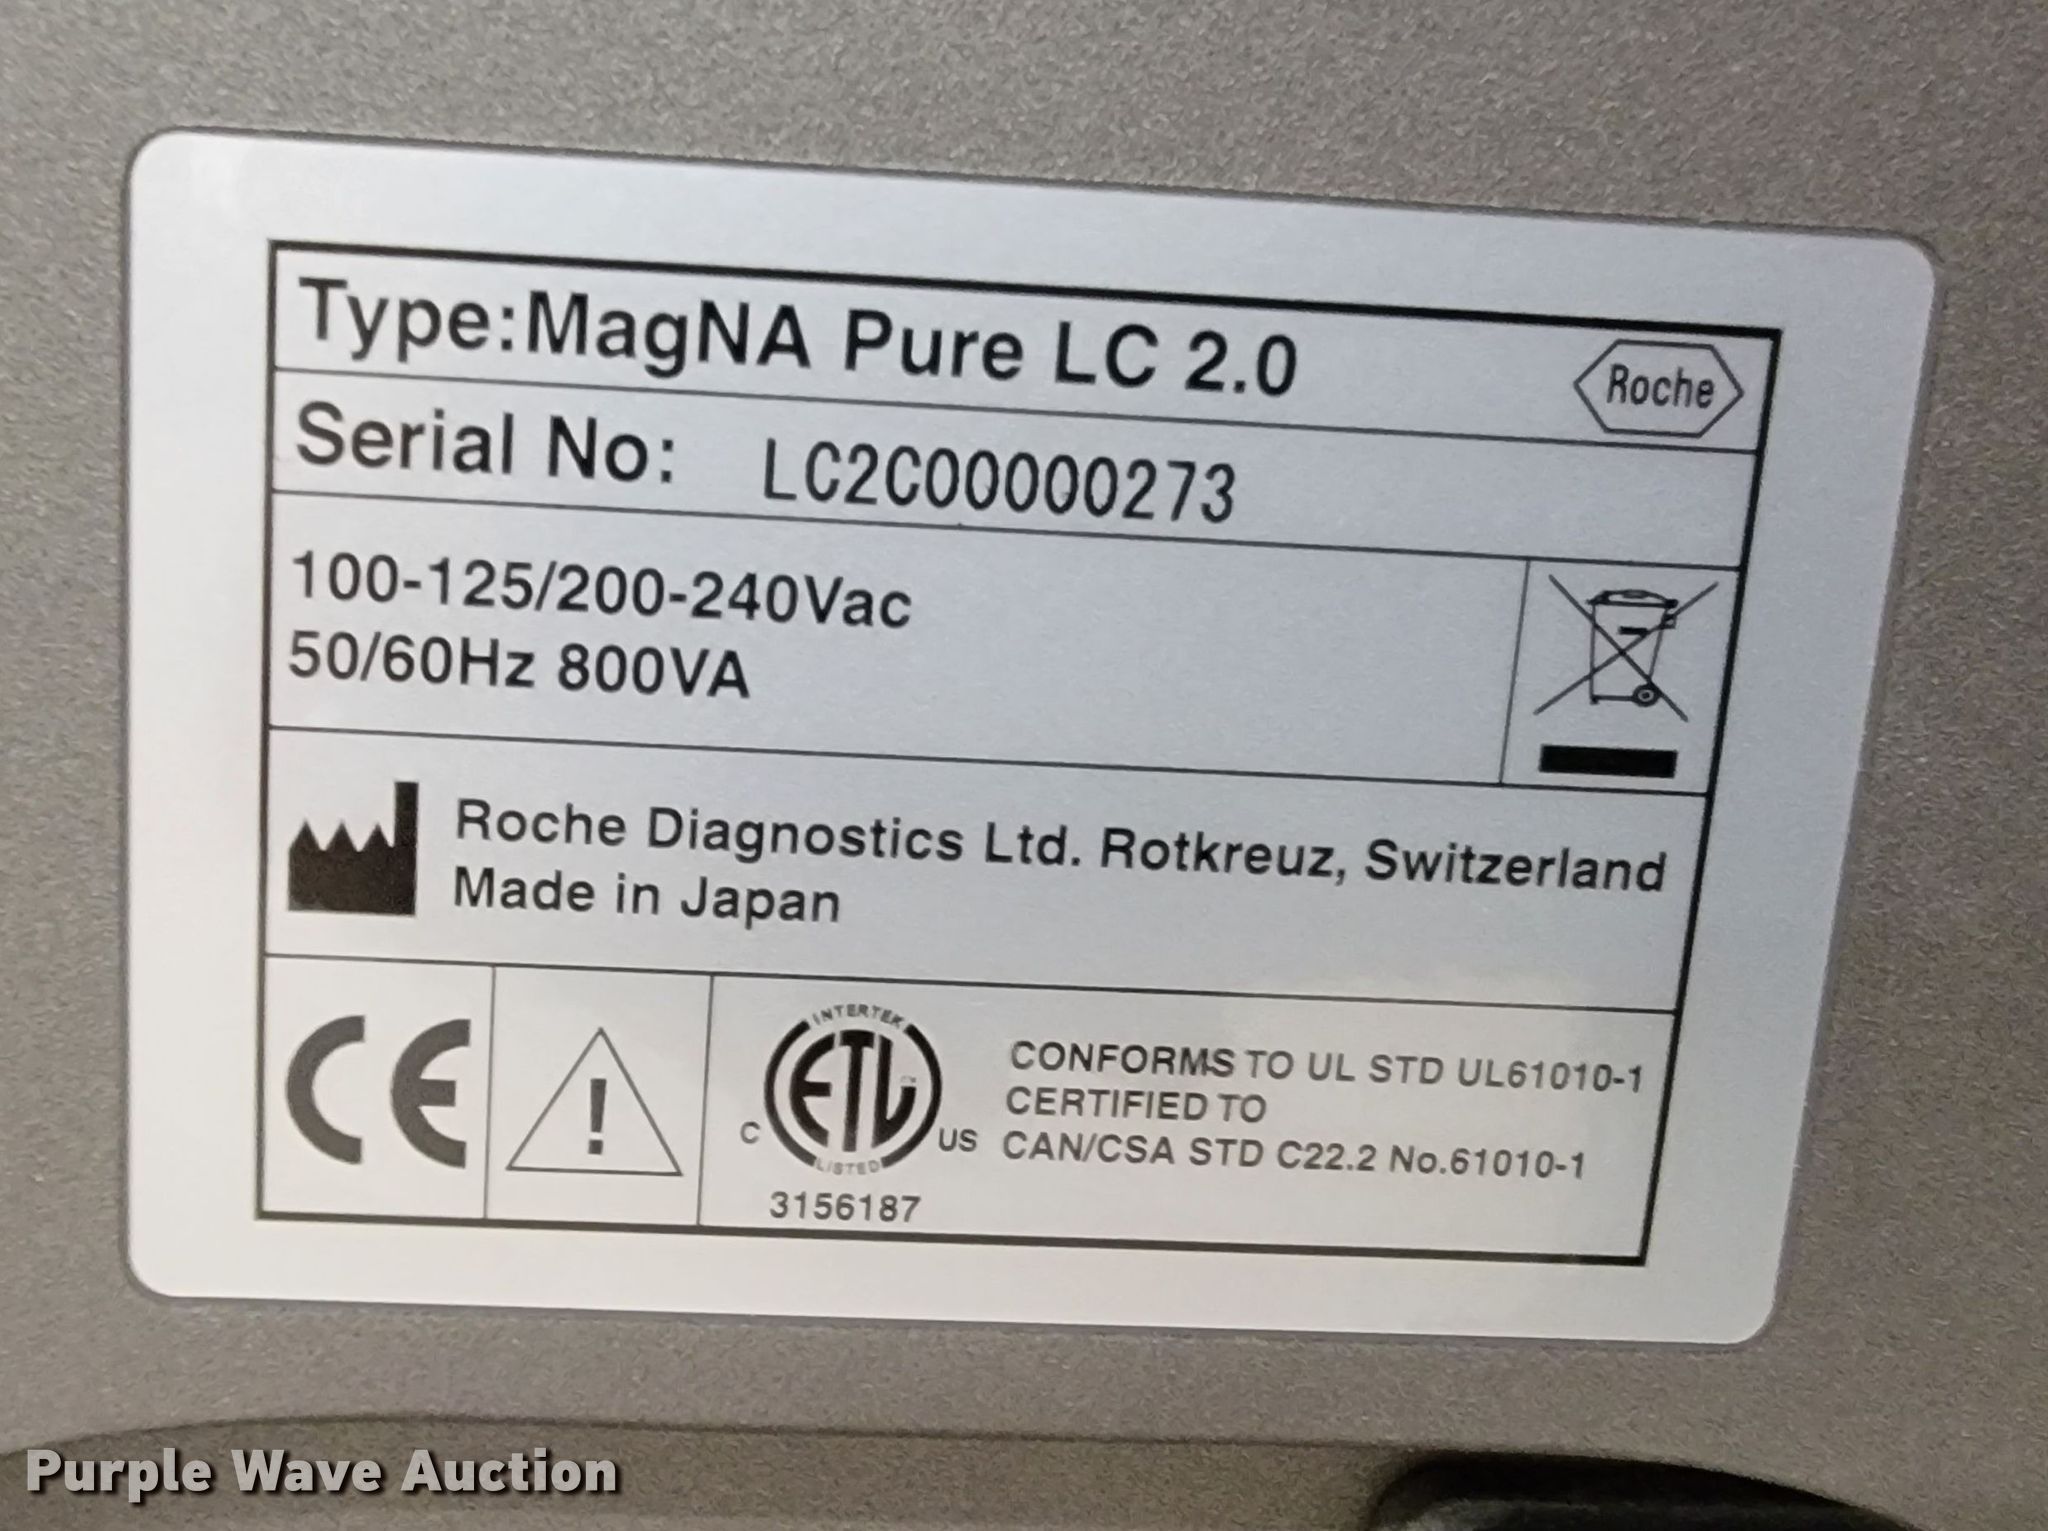 Type:MagNA Pure LC 2.0
Roche
Serial No: LC2C00000273
100-125/200-240Vac
50/60Hz 800VA
Roche Diagnostics Ltd. Rotkreuz, Switzerland
Made in Japan
CE
!
INTERTEK
ETL
C US
LISTED
3156187
CONFORMS TO UL STD UL61010-1
CERTIFIED TO
CAN/CSA STD C22.2 No.61010-1
Purple Wave Auction